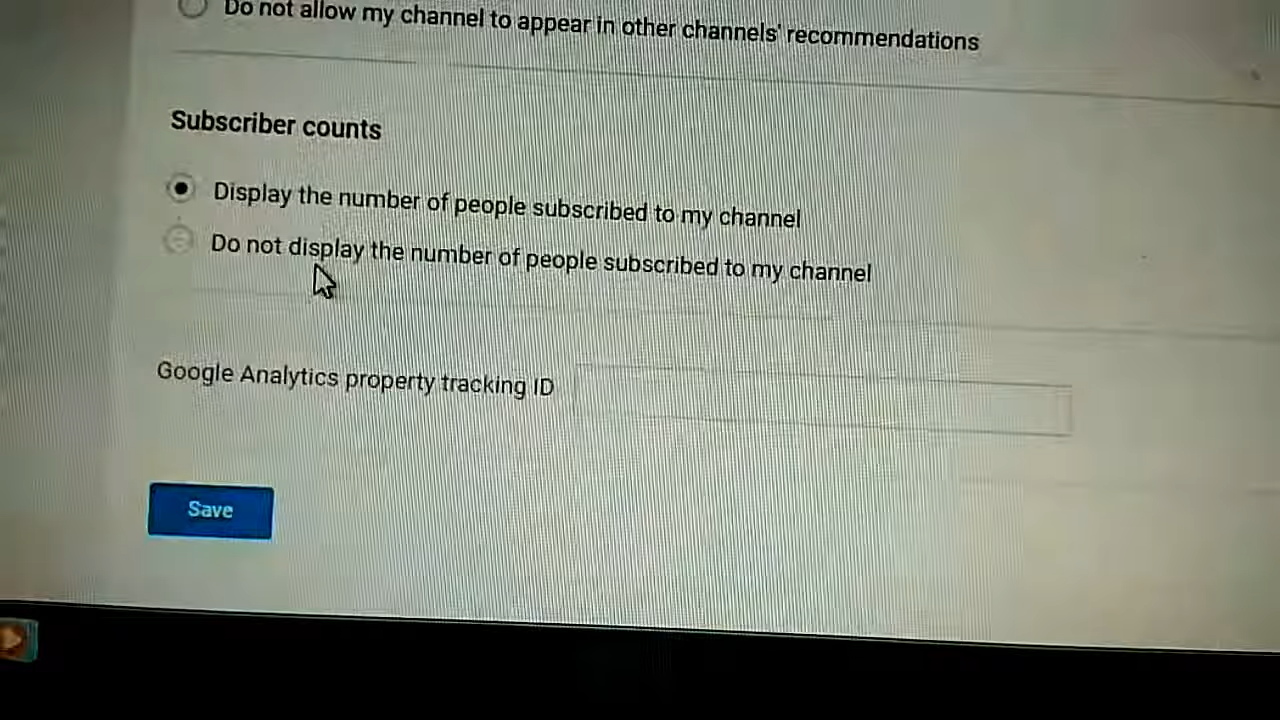 Do not allow my channel to appear in other channels' recommendations
Subscriber counts
Display the number of people subscribed to my channel
Do not display the number of people subscribed to my channel
Google Analytics property tracking ID
Save